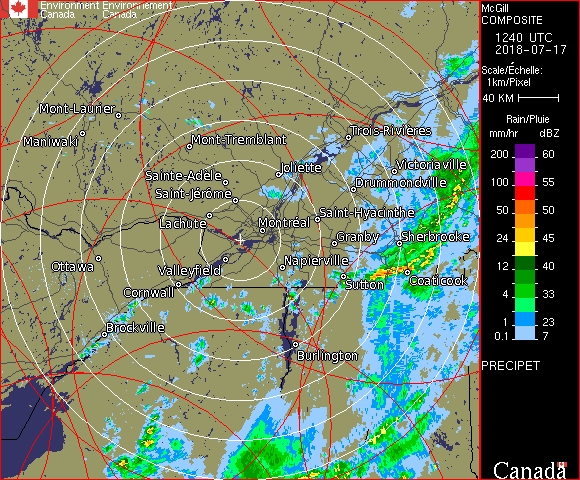 Environment Environnement
Canada Canada
McGill
COMPOSITE
1240 UTC
2018-07-17
Scale/Échelle:
1km/Pixel
40 KM
Rain/Pluie
mm/hr dBZ
200 60
100 55
50 50
24 45
12 40
4 33
1 23
0.1 7
PRECIPET
Mont-Laurier
Maniwaki
Mont-Tremblant
Trois-Rivières
Joliette
Victoriaville
Sainte-Adèle
Drummondville
Saint-Jérôme
Saint-Hyacinthe
Lachute
Montréal
Granby
Sherbrooke
Ottawa
Valleyfield
Napierville
Cornwall
Sutton
Coaticook
Brockville
Burlington
Canada